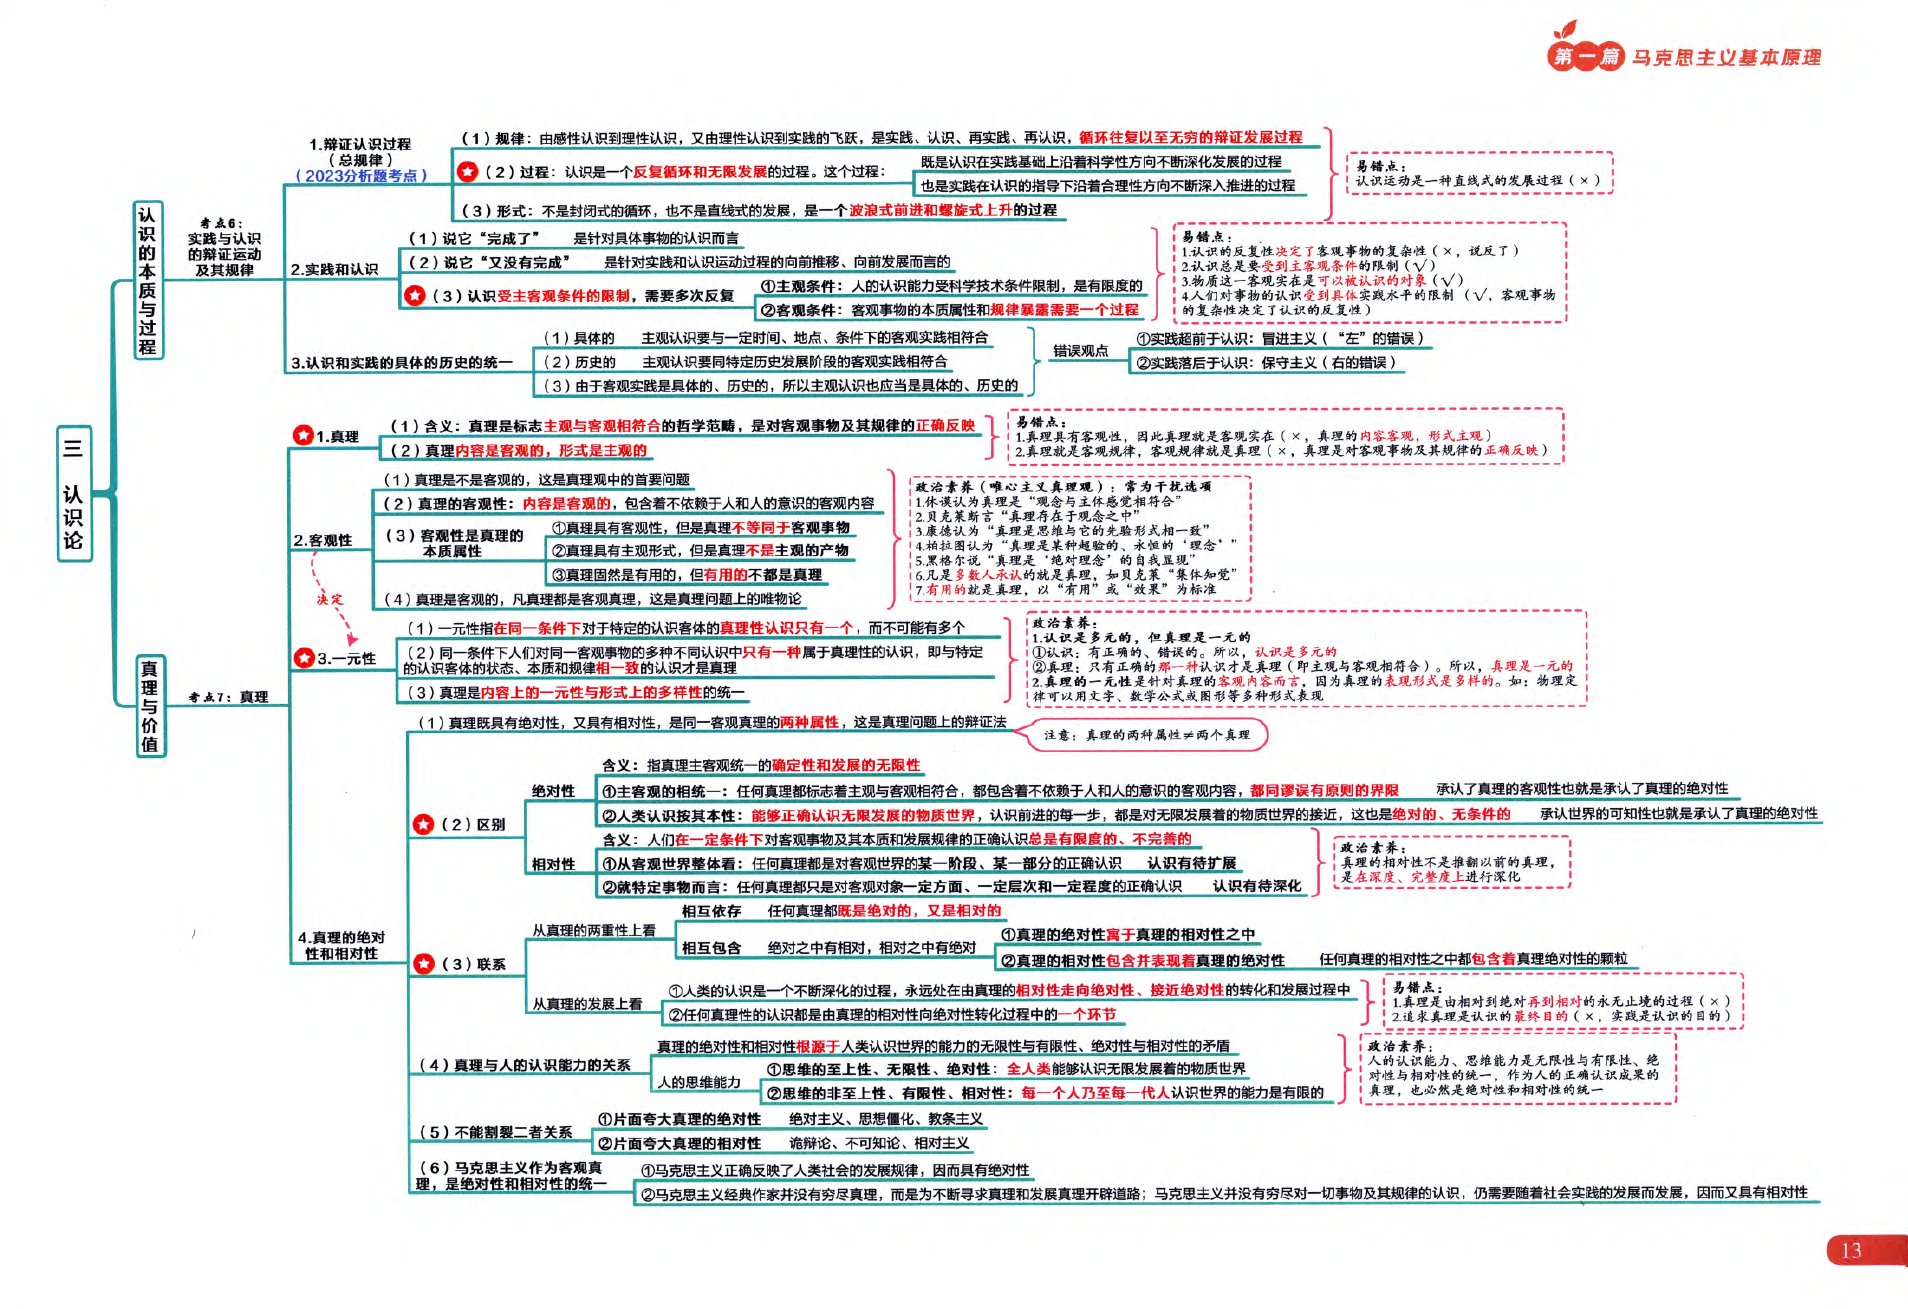 第一篇 马克思主义基本原理
三 认识论
认识的本质与过程
考点6：
实践与认识
的辩证运动
及其规律
1.辩证认识过程
（总规律）
（2023分析题考点）
（1）规律：由感性认识到理性认识，又由理性认识到实践的飞跃，是实践、认识、再实践、再认识，循环往复以至无穷的辩证发展过程
（2）过程：认识是一个反复循环和无限发展的过程。这个过程：
既是认识在实践基础上沿着科学性方向不断深化发展的过程
也是实践在认识的指导下沿着合理性方向不断深入推进的过程
（3）形式：不是封闭式的循环，也不是直线式的发展，是一个波浪式前进和螺旋式上升的过程
易错点：
认识运动是一种直线式的发展过程（×）
2.实践和认识
（1）说它“完成了” 是针对具体事物的认识而言
（2）说它“又没有完成” 是针对实践和认识运动过程的向前推移、向前发展而言的
（3）认识受主客观条件的限制，需要多次反复
①主观条件：人的认识能力受科学技术条件限制，是有限度的
②客观条件：客观事物的本质属性和规律暴露需要一个过程
易错点：
1.认识的反复性决定了客观事物的复杂性（×，说反了）
2.认识总是要受到主客观条件的限制（√）
3.物质这一客观实在是可以被认识的对象（√）
4.人们对事物的认识受到具体实践水平的限制（√，客观事物
的复杂性决定了认识的反复性）
3.认识和实践的具体的历史的统一
（1）具体的 主观认识要与一定时间、地点、条件下的客观实践相符合
（2）历史的 主观认识要同特定历史发展阶段的客观实践相符合
（3）由于客观实践是具体的、历史的，所以主观认识也应当是具体的、历史的
错误观点
①实践超前于认识：冒进主义（“左”的错误）
②实践落后于认识：保守主义（右的错误）
真理与价值
考点7：真理
1.真理
（1）含义：真理是标志主观与客观相符合的哲学范畴，是对客观事物及其规律的正确反映
（2）真理内容是客观的，形式是主观的
易错点：
1.真理具有客观性，因此真理就是客观实在（×，真理的内容客观，形式主观）
2.真理就是客观规律，客观规律就是真理（×，真理是对客观事物及其规律的正确反映）
2.客观性
决定
（1）真理是不是客观的，这是真理观中的首要问题
（2）真理的客观性：内容是客观的，包含着不依赖于人和人的意识的客观内容
（3）客观性是真理的
本质属性
①真理具有客观性，但是真理不等同于客观事物
②真理具有主观形式，但是真理不是主观的产物
③真理固然是有用的，但有用的不都是真理
（4）真理是客观的，凡真理都是客观真理，这是真理问题上的唯物论
政治素养（唯心主义真理观）：常为干扰选项
1.休谟认为真理是“观念与主体感觉相符合”
2.贝克莱断言“真理存在于观念之中”
3.康德认为“真理是思维与它的先验形式相一致”
4.柏拉图认为“真理是某种超验的、永恒的‘理念’”
5.黑格尔说“真理是‘绝对理念’的自我显现”
6.凡是多数人承认的就是真理，如贝克莱“集体知觉”
7.有用的就是真理，以“有用”或“效果”为标准
3.一元性
（1）一元性指在同一条件下对于特定的认识客体的真理性认识只有一个，而不可能有多个
（2）同一条件下人们对同一客观事物的多种不同认识中只有一种属于真理性的认识，即与特定
的认识客体的状态、本质和规律相一致的认识才是真理
（3）真理是内容上的一元性与形式上的多样性的统一
政治素养：
1.认识是多元的，但真理是一元的
①认识：有正确的、错误的。所以，认识是多元的
②真理：只有正确的那一种认识才是真理（即主观与客观相符合）。所以，真理是一元的
2.真理的一元性是针对真理的客观内容而言，因为真理的表现形式是多样的。如：物理定
律可以用文字、数学公式或图形等多种形式表现
4.真理的绝对
性和相对性
（1）真理既具有绝对性，又具有相对性，是同一客观真理的两种属性，这是真理问题上的辩证法
注意：真理的两种属性≠两个真理
（2）区别
绝对性
含义：指真理主客观统一的确定性和发展的无限性
①主客观的相统一：任何真理都标志着主观与客观相符合，都包含着不依赖于人和人的意识的客观内容，都同谬误有原则的界限 承认了真理的客观性也就是承认了真理的绝对性
②人类认识按其本性：能够正确认识无限发展的物质世界，认识前进的每一步，都是对无限发展着的物质世界的接近，这也是绝对的、无条件的 承认世界的可知性也就是承认了真理的绝对性
相对性
含义：人们在一定条件下对客观事物及其本质和发展规律的正确认识总是有限度的、不完善的
①从客观世界整体看：任何真理都是对客观世界的某一阶段、某一部分的正确认识 认识有待扩展
②就特定事物而言：任何真理都只是对客观对象一定方面、一定层次和一定程度的正确认识 认识有待深化
政治素养：
真理的相对性不是推翻以前的真理，
是在深度、完整度上进行深化
（3）联系
从真理的两重性上看
相互依存 任何真理都既是绝对的，又是相对的
相互包含 绝对之中有相对，相对之中有绝对
①真理的绝对性寓于真理的相对性之中
②真理的相对性包含并表现着真理的绝对性 任何真理的相对性之中都包含着真理绝对性的颗粒
从真理的发展上看
①人类的认识是一个不断深化的过程，永远处在由真理的相对性走向绝对性、接近绝对性的转化和发展过程中
②任何真理性的认识都是由真理的相对性向绝对性转化过程中的一个环节
易错点：
1.真理是由相对到绝对再到相对的永无止境的过程（×）
2.追求真理是认识的最终目的（×，实践是认识的目的）
（4）真理与人的认识能力的关系
真理的绝对性和相对性根源于人类认识世界的能力的无限性与有限性、绝对性与相对性的矛盾
人的思维能力
①思维的至上性、无限性、绝对性：全人类能够认识无限发展着的物质世界
②思维的非至上性、有限性、相对性：每一个人乃至每一代人认识世界的能力是有限的
政治素养：
人的认识能力、思维能力是无限性与有限性、绝
对性与相对性的统一，作为人的正确认识成果的
真理，也必然是绝对性和相对性的统一
（5）不能割裂二者关系
①片面夸大真理的绝对性 绝对主义、思想僵化、教条主义
②片面夸大真理的相对性 诡辩论、不可知论、相对主义
（6）马克思主义作为客观真
理，是绝对性和相对性的统一
①马克思主义正确反映了人类社会的发展规律，因而具有绝对性
②马克思主义经典作家并没有穷尽真理，而是为不断寻求真理和发展真理开辟道路；马克思主义并没有穷尽对一切事物及其规律的认识，仍需要随着社会实践的发展而发展，因而又具有相对性
13